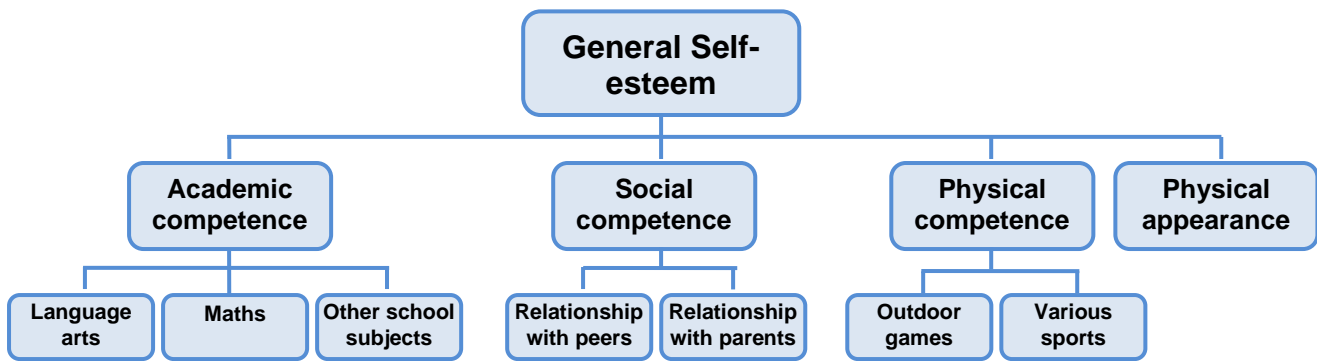 General Self-
esteem
Academic
competence
Social
competence
Physical
competence
Physical
appearance
Language
arts
Maths
Other school
subjects
Relationship
with peers
Relationship
with parents
Outdoor
games
Various
sports